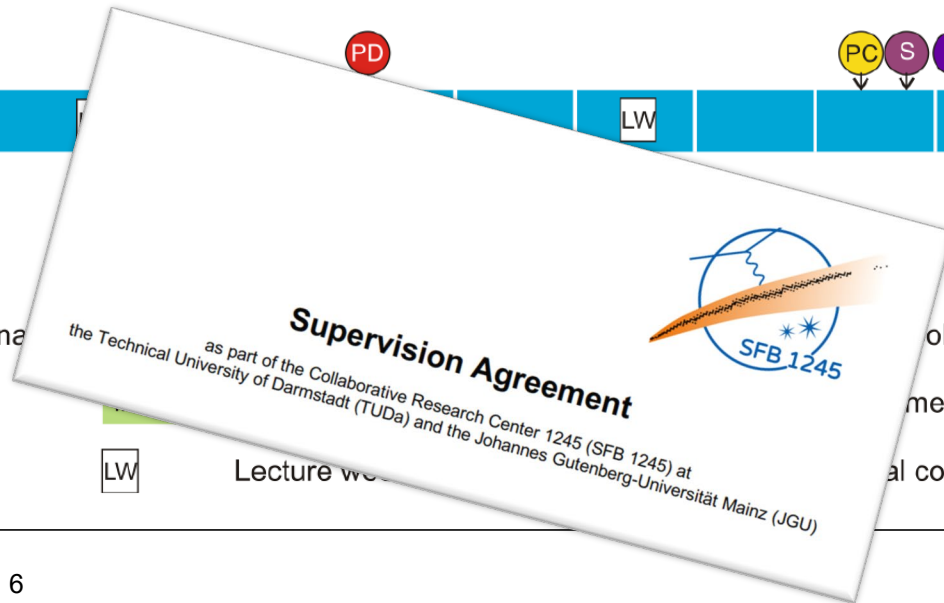 PD
PC
S
LW
SFB 1245
Supervision Agreement
as part of the Collaborative Research Center 1245 (SFB 1245) at
the Technical University of Darmstadt (TUDa) and the Johannes Gutenberg-Universität Mainz (JGU)
LW Lecture
6